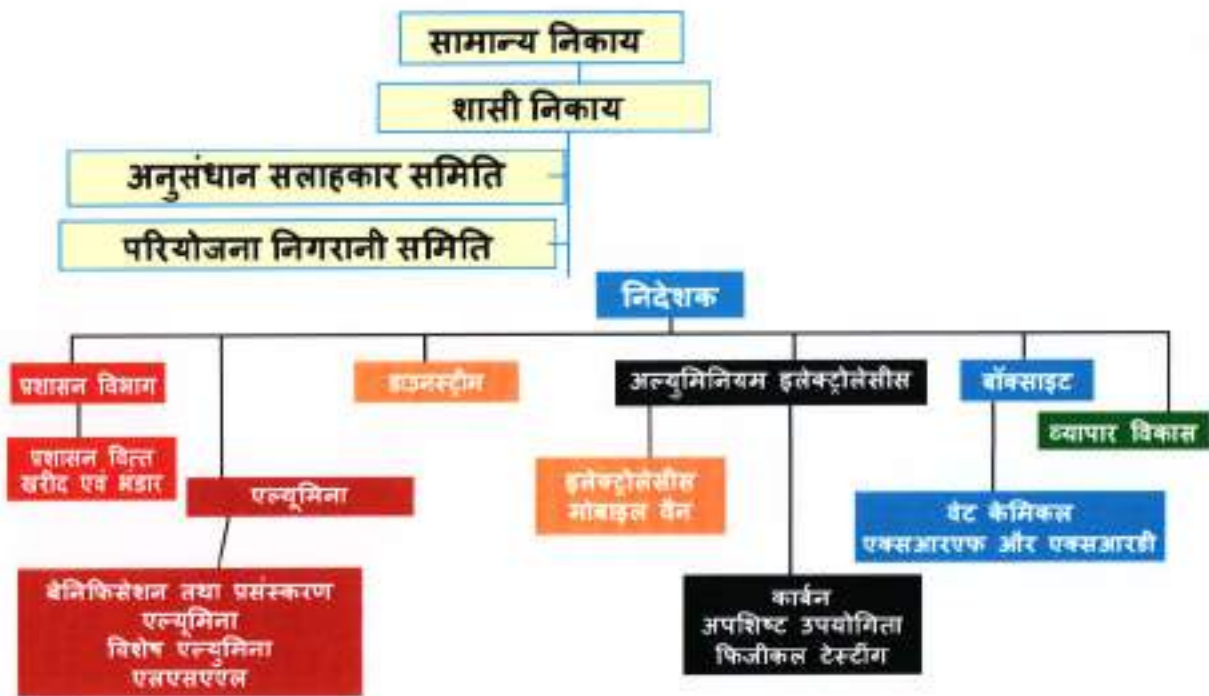 सामान्य निकाय
शासी निकाय
अनुसंधान सलाहकार समिति
परियोजना निगरानी समिति
निदेशक
प्रशासन विभाग
डाउनस्ट्रीम
अल्युमिनियम इलेक्ट्रोलेसीस
बॉक्साइट
व्यापार विकास
प्रशासन वित्त
खरीद एवं भंडार
एल्यूमिना
इलेक्ट्रोलेसीस
मोबाइल वैन
वेट केमिकल
एक्सआरएफ और एक्सआरडी
बेनिफिसेशन तथा प्रसंस्करण
एल्यूमिना
विशेष एल्युमिना
एसएसएएल
कार्बन
अपशिष्ट उपयोगिता
फिजीकल टेस्टींग